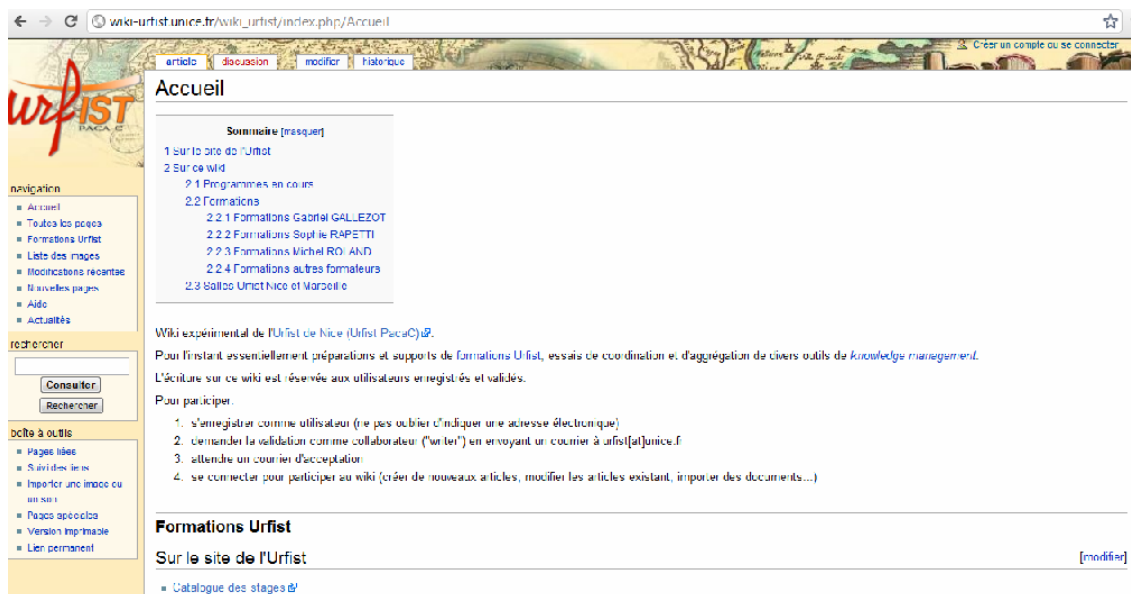 wiki-urfist.unice.fr/wiki_urfist/index.php/Accueil
Créer un compte ou se connecter
article discussion modifier historique
urfIST
PACA C
Accueil
Sommaire [masquer]
1 Sur le site de l'Urfist
2 Sur ce wiki
2.1 Programmes en cours
2.2 Formations
2.2.1 Formations Gabriel GALLEZOT
2.2.2 Formations Sophie RAPETTI
2.2.3 Formations Michel ROLAND
2.2.4 Formations autres formateurs
2.3 Salles Urfist Nice et Marseille
navigation
Accueil
Toutes les pages
Formations Urfist
Liste des images
Modifications récentes
Nouvelles pages
Aide
Actualités
rechercher
Consulter
Rechercher
boîte à outils
Pages liées
Suivi des liens
Importer une image ou
un son
Pages spéciales
Version imprimable
Lien permanent
Wiki expérimental de l'Urfist de Nice (Urfist PacaC).
Pour l'instant essentiellement préparations et supports de formations Urfist, essais de coordination et d'aggrégation de divers outils de knowledge management.
L'écriture sur ce wiki est réservée aux utilisateurs enregistrés et validés.
Pour participer:
1. s'enregistrer comme utilisateur (ne pas oublier d'indiquer une adresse électronique)
2. demander la validation comme collaborateur ("writer") en envoyant un courrier à urfist[at]unice.fr
3. attendre un courrier d'acceptation
4. se connecter pour participer au wiki (créer de nouveaux articles, modifier les articles existant, importer des documents...)
Formations Urfist
Sur le site de l'Urfist [modifier]
Catalogue des stages